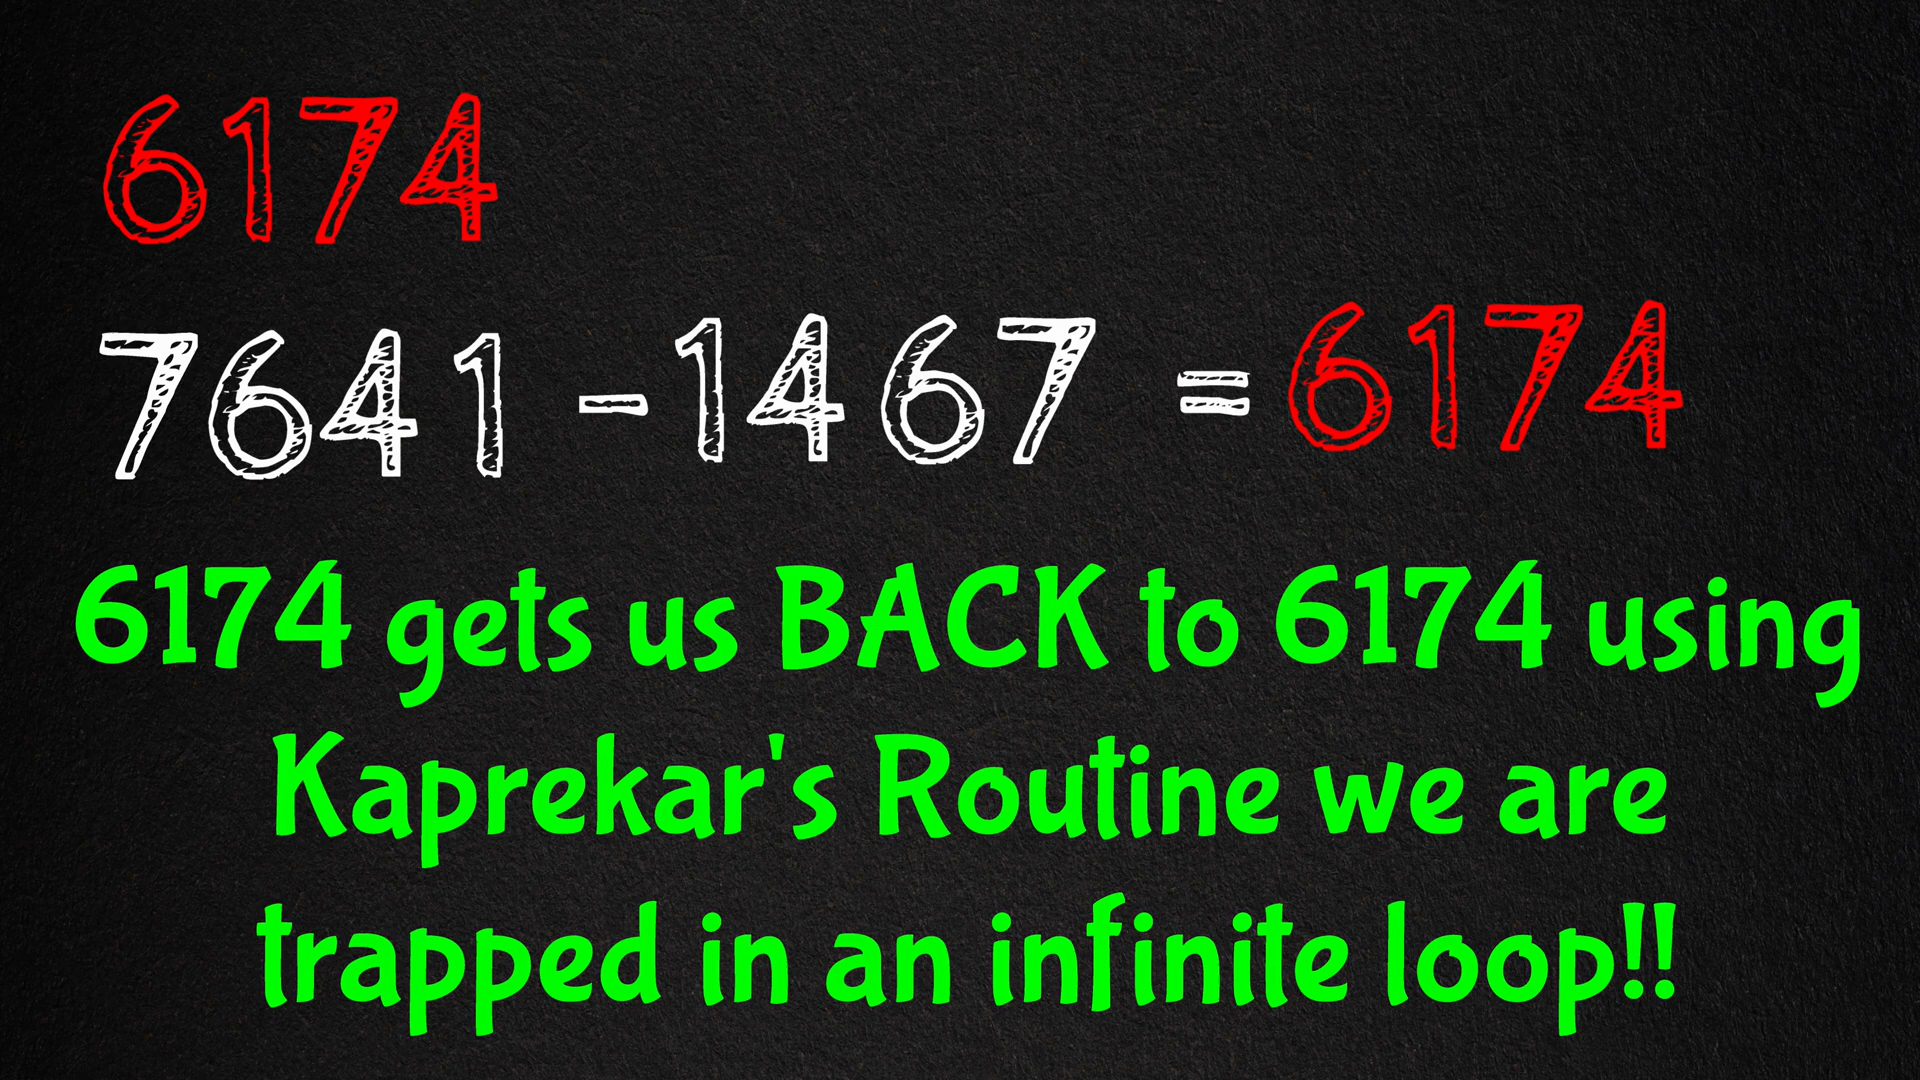 6174
7641 - 1467 = 6174
6174 gets us BACK to 6174 using
Kaprekar's Routine we are
trapped in an infinite loop!!